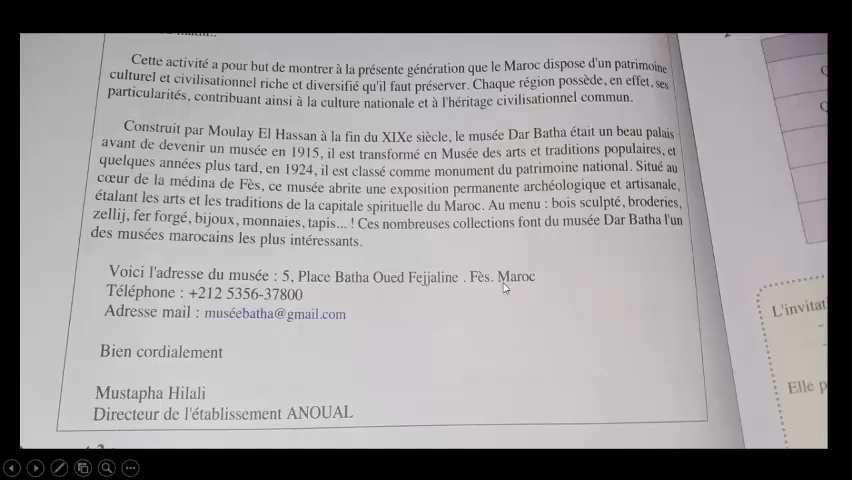 Cette activité a pour but de montrer à la présente génération que le Maroc dispose d'un patrimoine
culturel et civilisationnel riche et diversifié qu'il faut préserver. Chaque région possède, en effet, ses
particularités, contribuant ainsi à la culture nationale et à l'héritage civilisationnel commun.
Construit par Moulay El Hassan à la fin du XIXe siècle, le musée Dar Batha était un beau palais
avant de devenir un musée en 1915, il est transformé en Musée des arts et traditions populaires, et
quelques années plus tard, en 1924, il est classé comme monument du patrimoine national. Situé au
cœur de la médina de Fès, ce musée abrite une exposition permanente archéologique et artisanale,
étalant les arts et les traditions de la capitale spirituelle du Maroc. Au menu : bois sculpté, broderies,
zellij, fer forgé, bijoux, monnaies, tapis... ! Ces nombreuses collections font du musée Dar Batha l'un
des musées marocains les plus intéressants.
Voici l'adresse du musée : 5, Place Batha Oued Fejjaline . Fès. Maroc
Téléphone : +212 5356-37800
Adresse mail : muséebatha@gmail.com
Bien cordialement
Mustapha Hilali
Directeur de l'établissement ANOUAL
L'invitat
Elle p